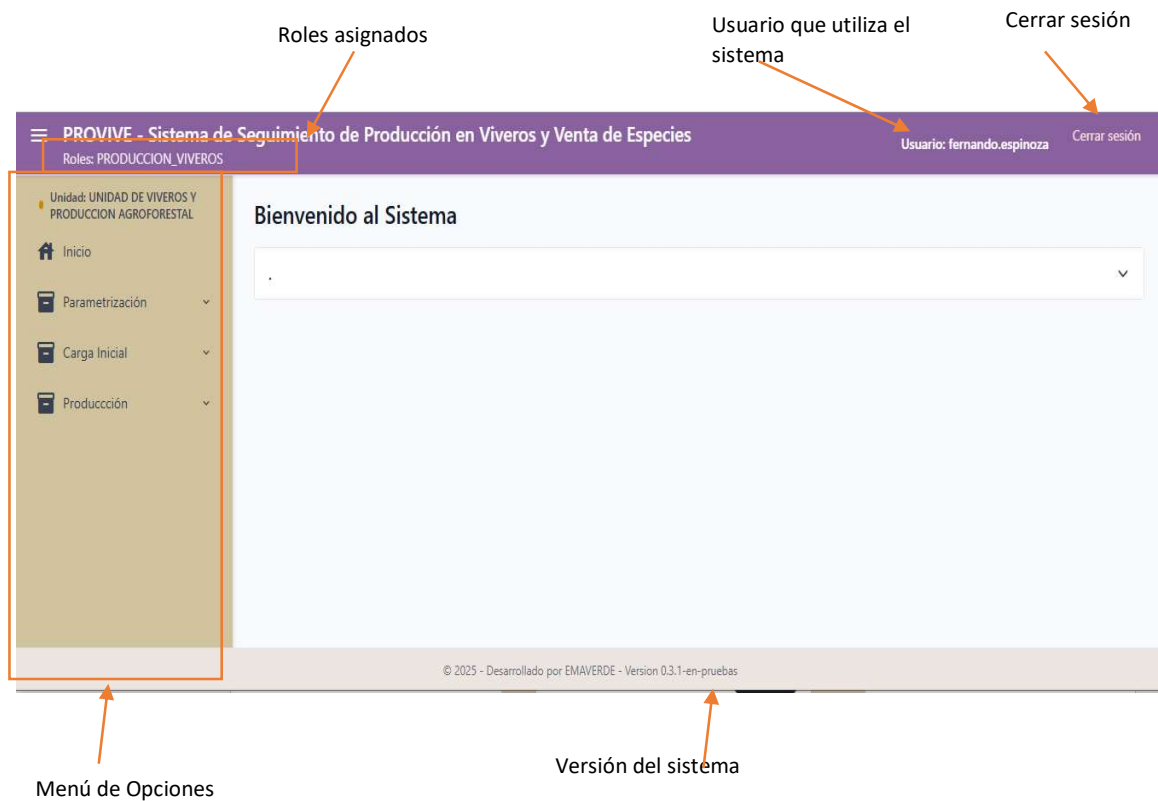 Roles asignados
Usuario que utiliza el
sistema
Cerrar sesión
PROVIVE - Sistema de Seguimiento de Producción en Viveros y Venta de Especies
Roles: PRODUCCION_VIVEROS
Usuario: fernando.espinoza
Cerrar sesión
Unidad: UNIDAD DE VIVEROS Y
PRODUCCION AGROFORESTAL
Inicio
Parametrización
Carga Inicial
Produccción
Bienvenido al Sistema
.
© 2025 - Desarrollado por EMAVERDE - Version 0.3.1-en-pruebas
Menú de Opciones
Versión del sistema